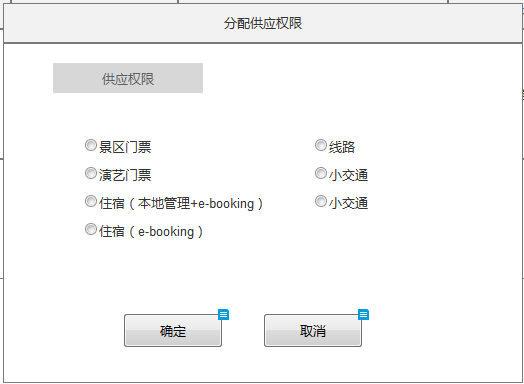 分配供应权限
供应权限
景区门票
线路
演艺门票
小交通
住宿（本地管理+e-booking）
小交通
住宿（e-booking）
确定
取消